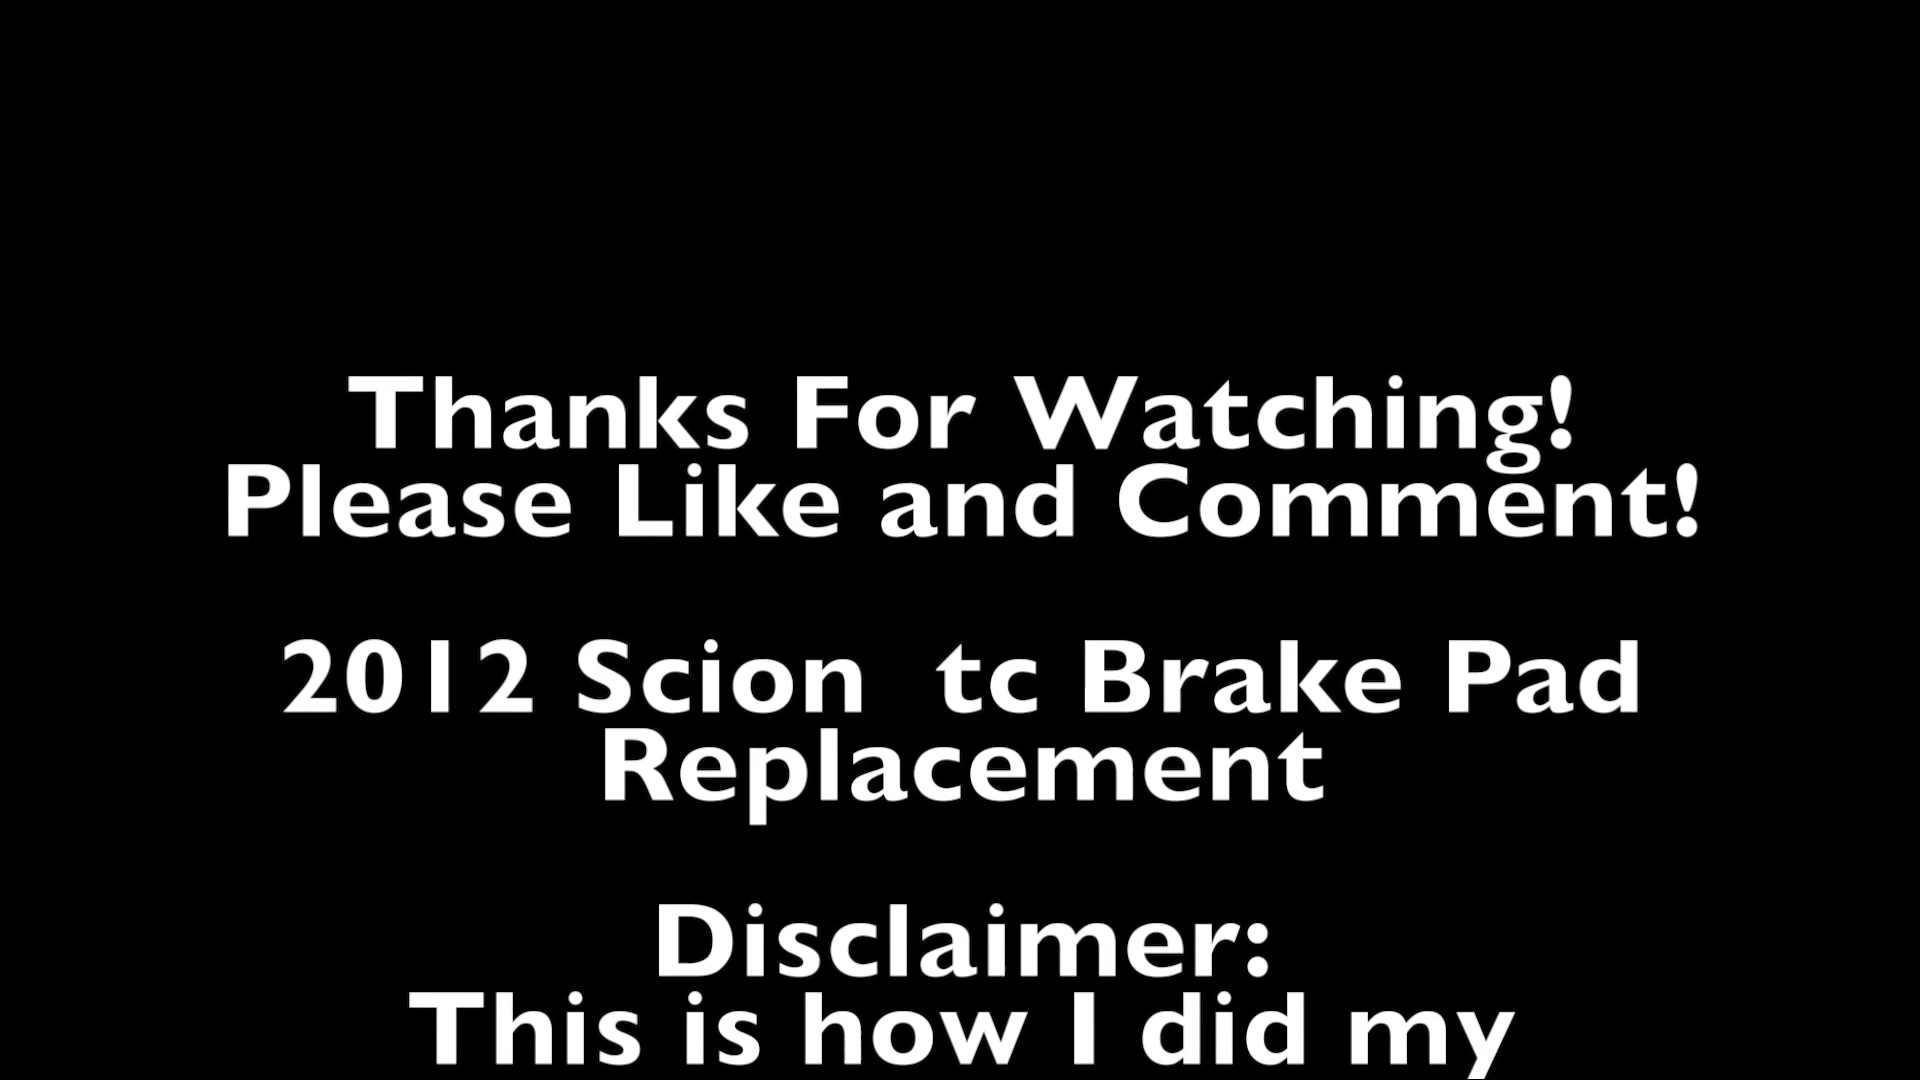 Thanks For Watching!
Please Like and Comment!
2012 Scion  tc Brake Pad
Replacement
Disclaimer:
This is how I did my